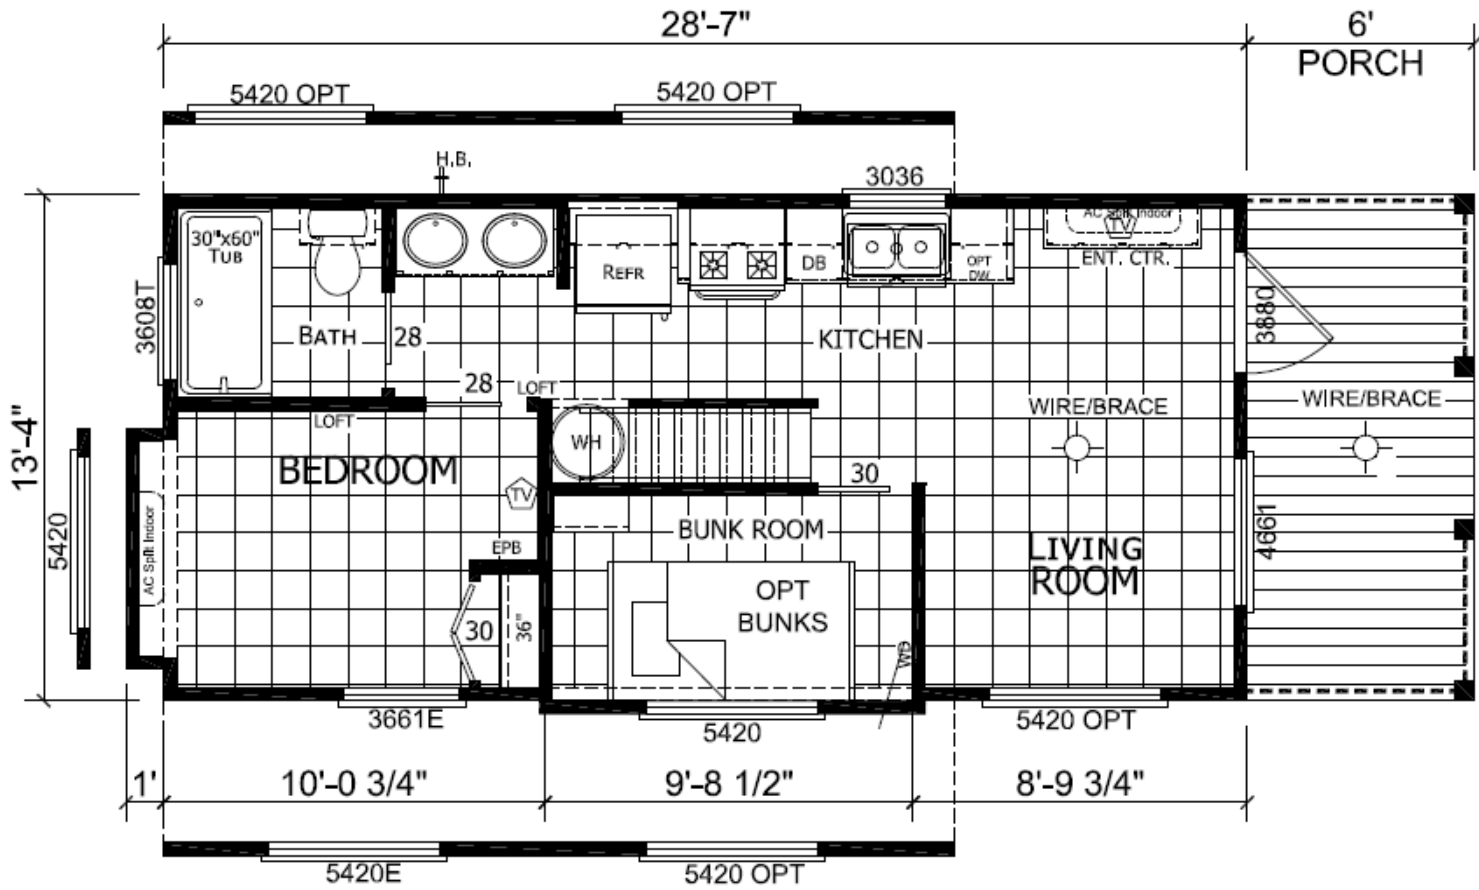 28'-7"
6'
PORCH
5420 OPT
5420 OPT
H.B.
3036
30"x60"
TUB
REFR
DB
OPT
DW
AC Split Indoor
TV
ENT. CTR.
3608T
BATH
28
KITCHEN
3880
28
LOFT
LOFT
WIRE/BRACE
WIRE/BRACE
13'-4"
WH
BEDROOM
30
TV
5420
AC Split Indoor
BUNK ROOM
4661
EPB
LIVING
ROOM
OPT
BUNKS
30
36"
WD
3661E
5420
5420 OPT
1'
10'-0 3/4"
9'-8 1/2"
8'-9 3/4"
5420E
5420 OPT